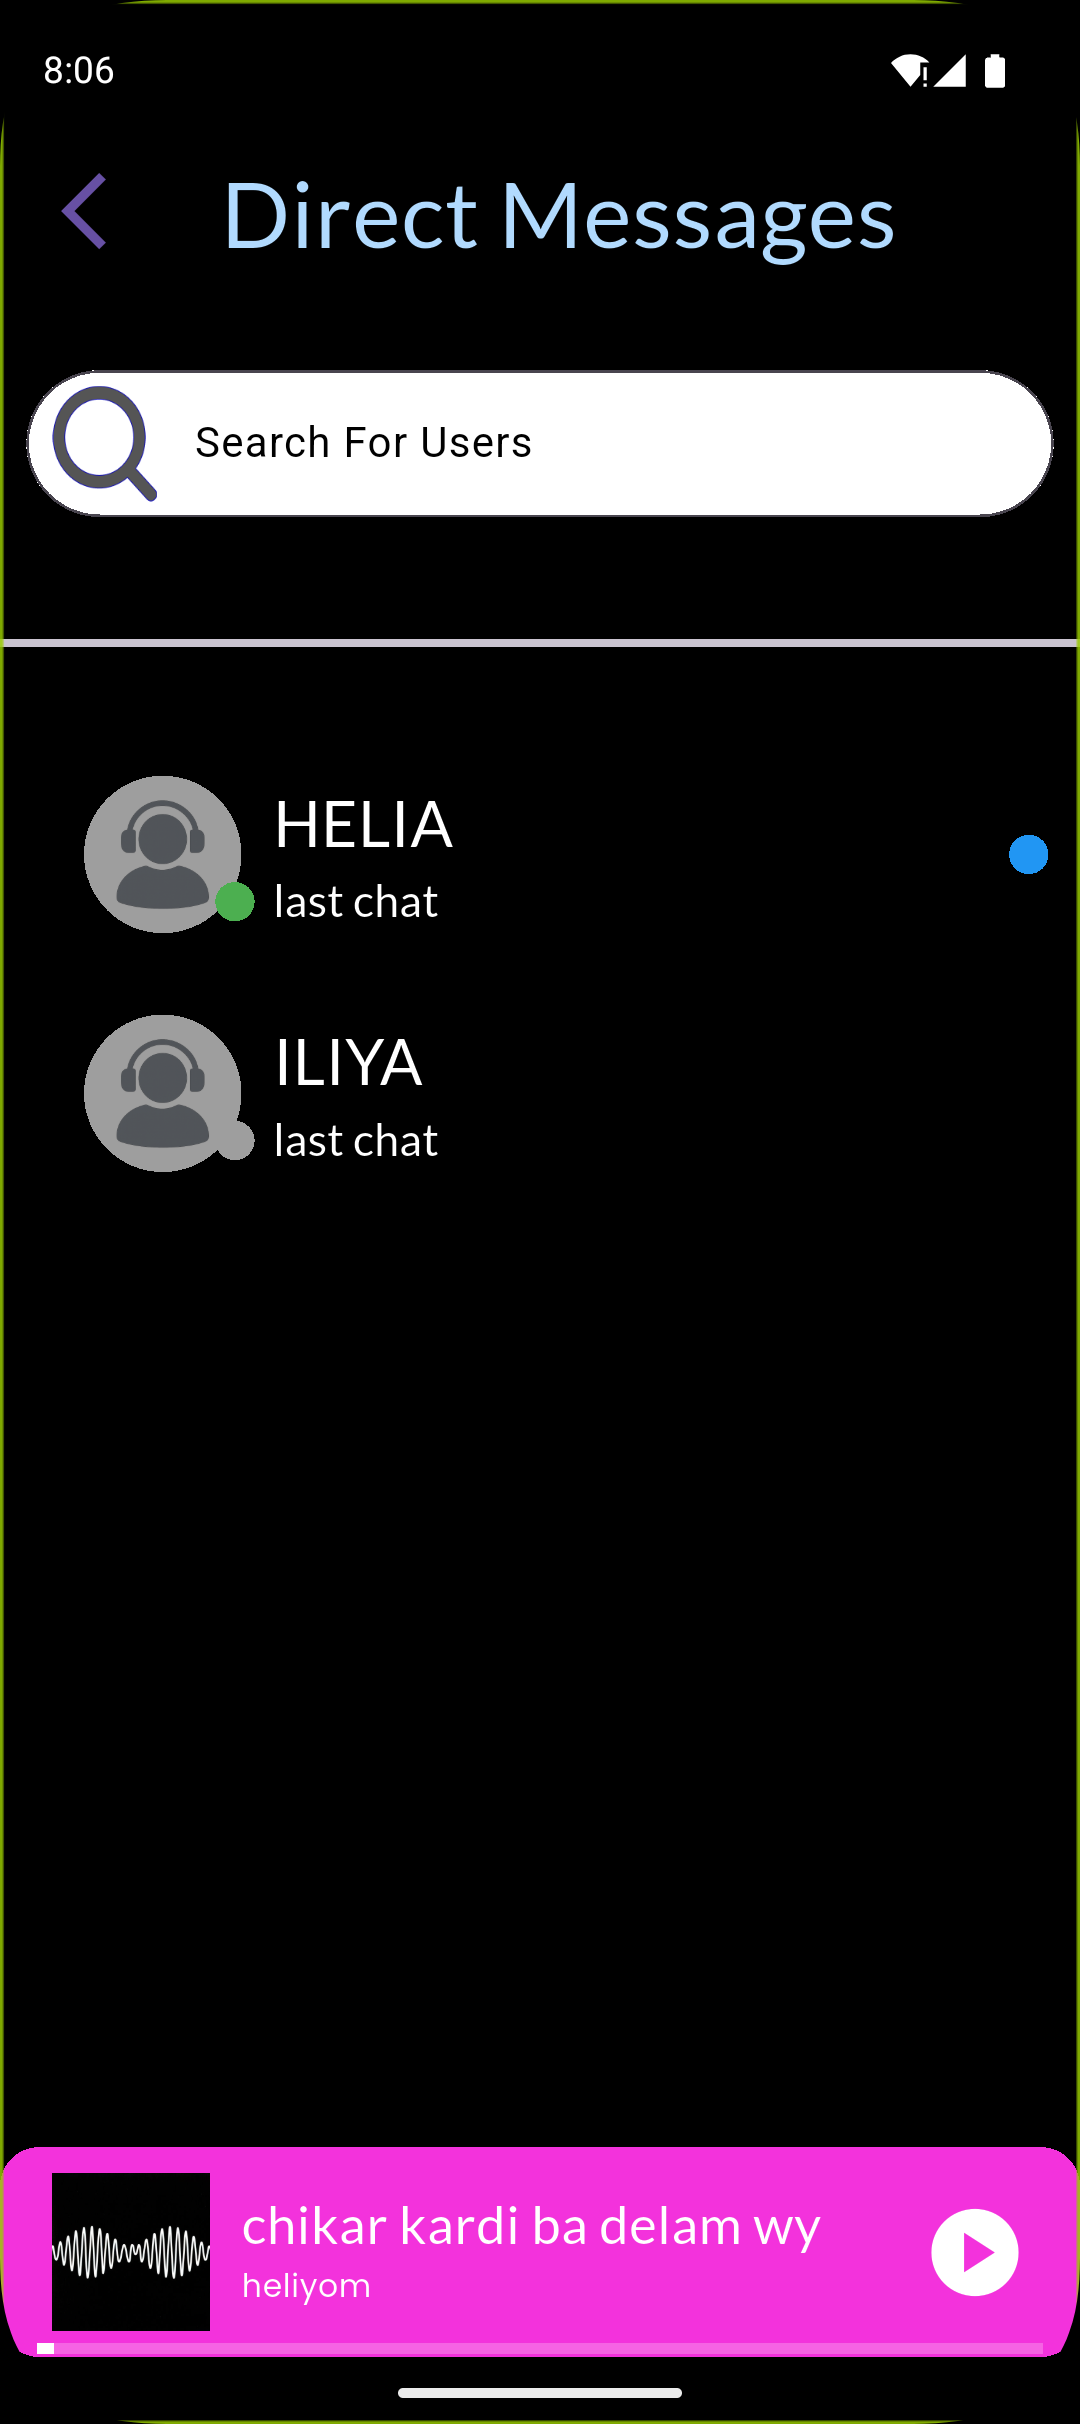 8:06
Direct Messages
Search For Users
HELIA
last chat
ILIYA
last chat
chikar kardi ba delam wy
heliyom